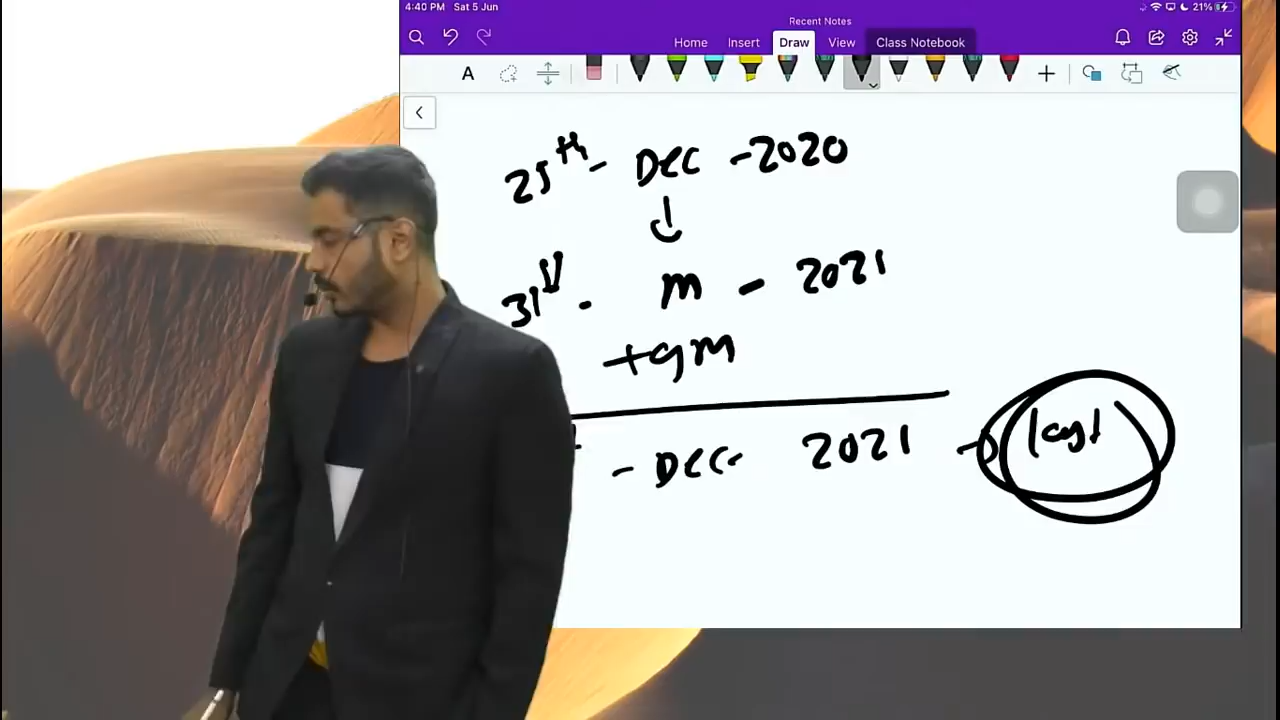 4:40 PM Sat 5 Jun
21%
Recent Notes
Home Insert Draw View Class Notebook
A
25th - DEC - 2020
31st - m - 2021
+9m
- DEC - 2021
last